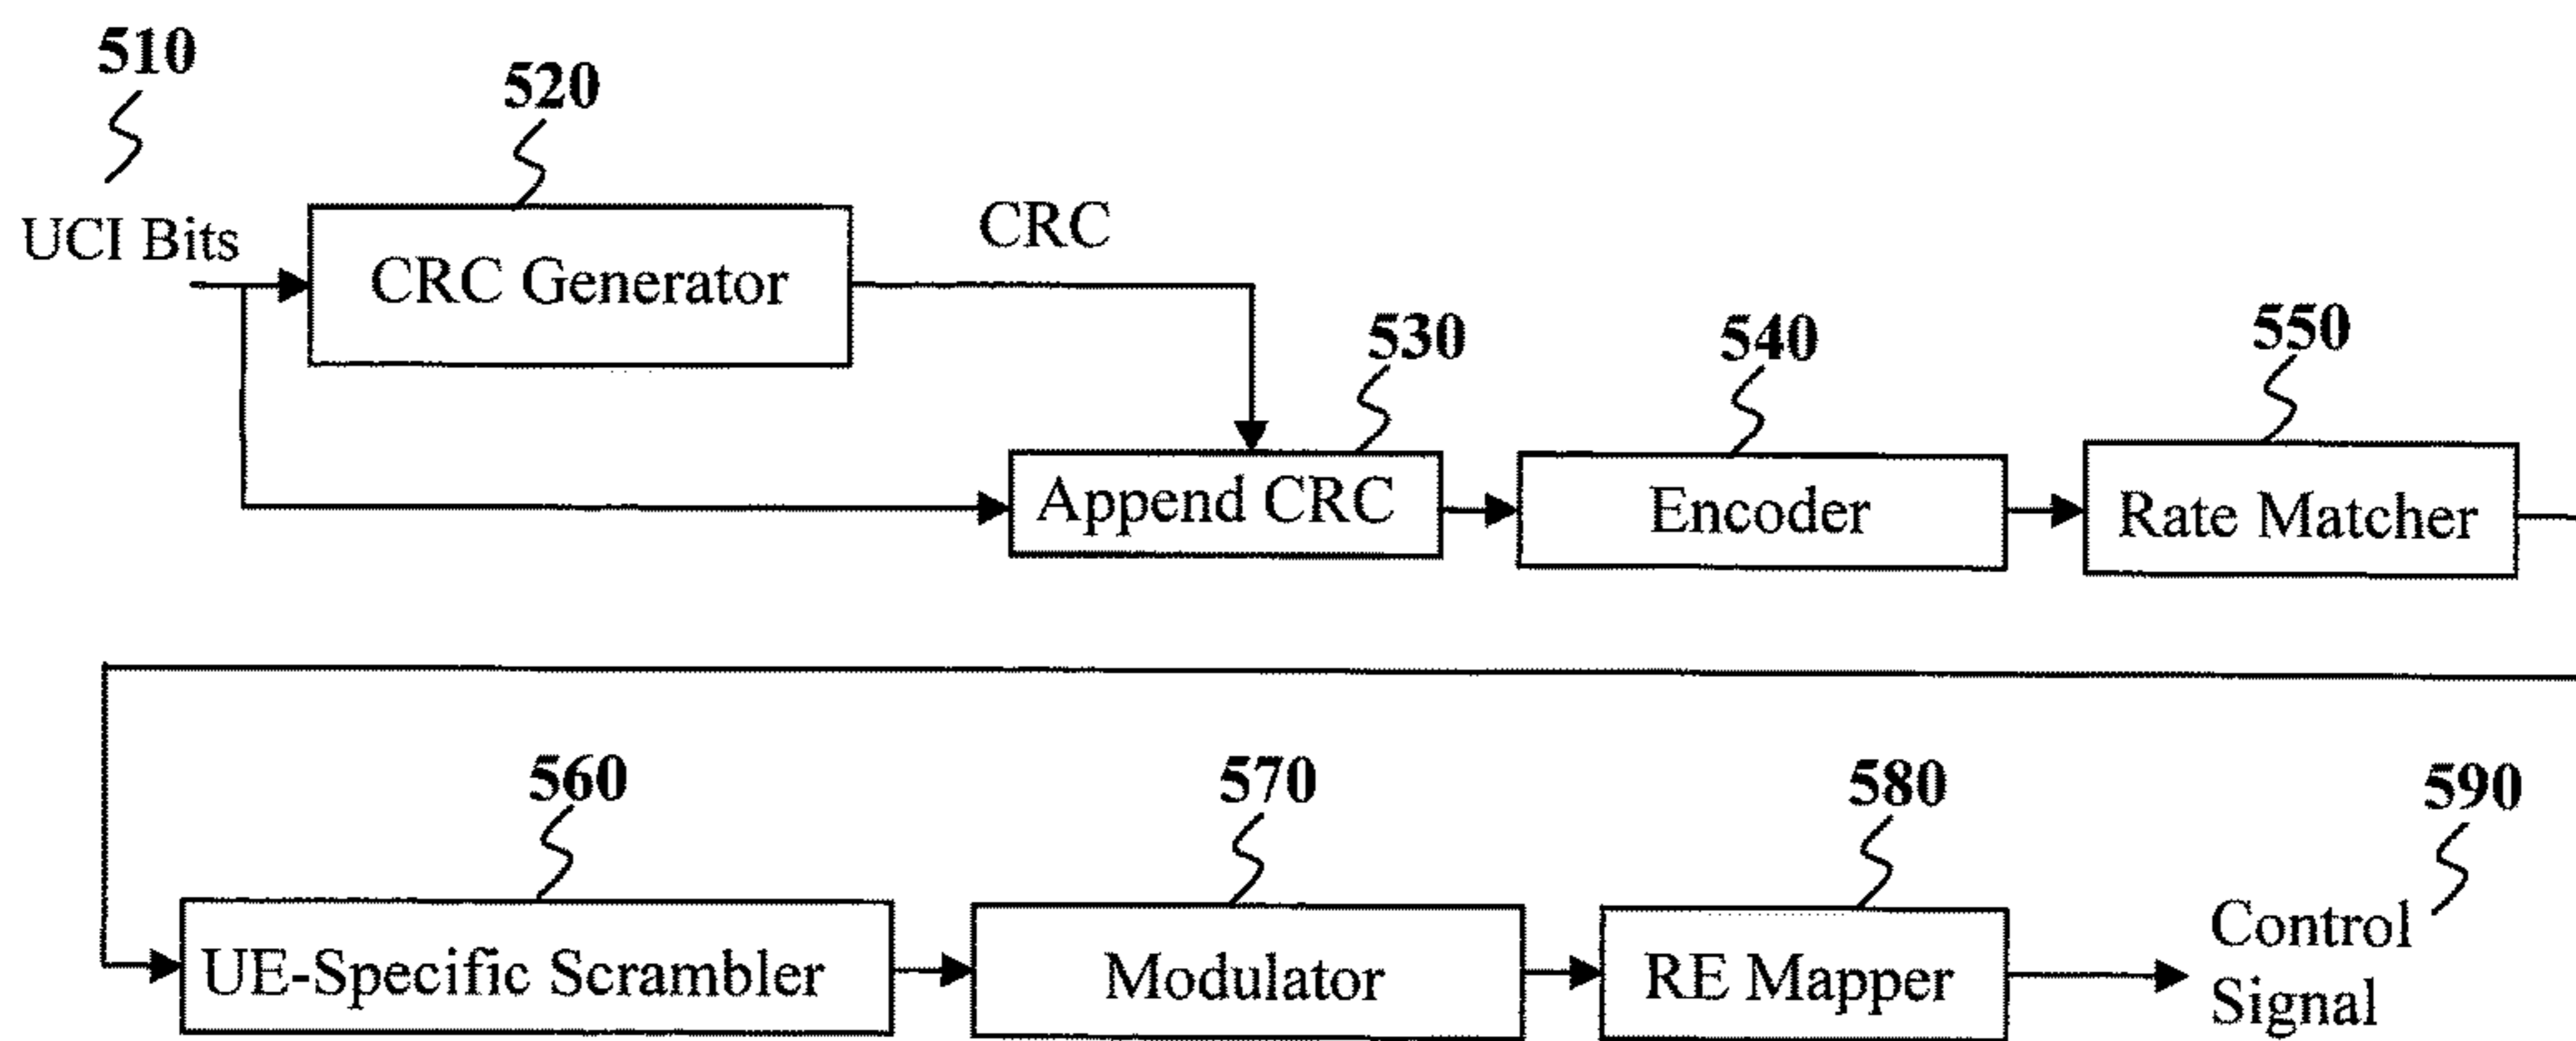 510
520
UCI Bits
CRC Generator
CRC
530
540
550
Append CRC
Encoder
Rate Matcher
560
570
580
590
UE-Specific Scrambler
Modulator
RE Mapper
Control
Signal